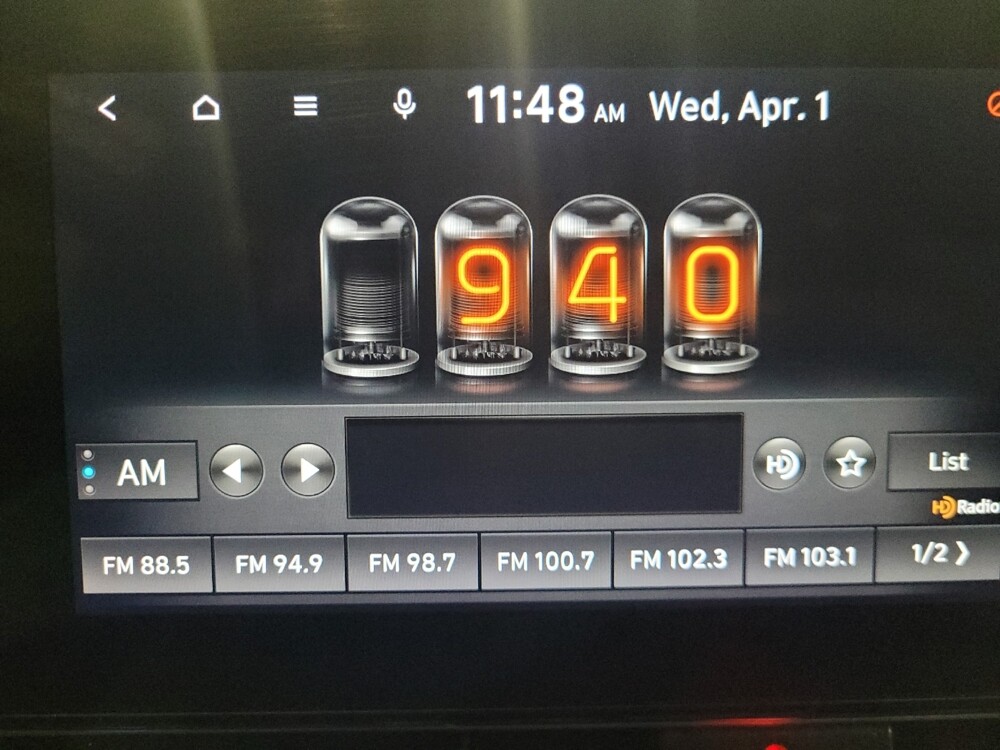 11:48 AM Wed, Apr. 1
940
AM
HD
List
HD Radio
FM 88.5 FM 94.9 FM 98.7 FM 100.7 FM 102.3 FM 103.1 1/2 ❯